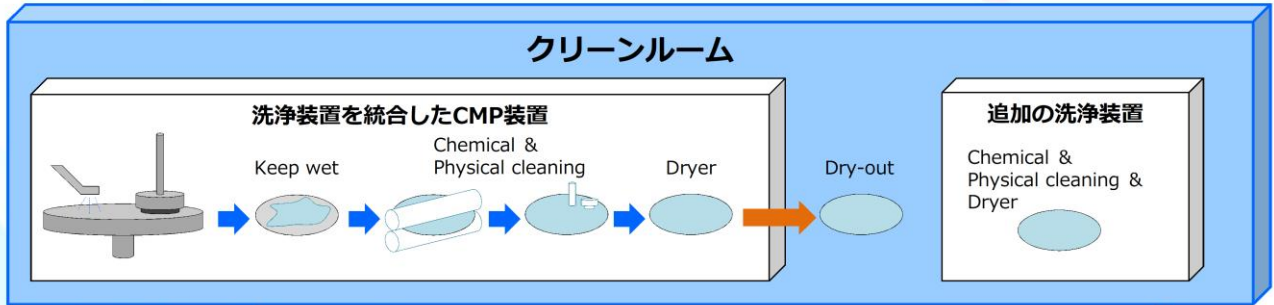 クリーンルーム
洗浄装置を統合したCMP装置
Keep wet
Chemical &
Physical cleaning
Dryer
Dry-out
追加の洗浄装置
Chemical &
Physical cleaning &
Dryer